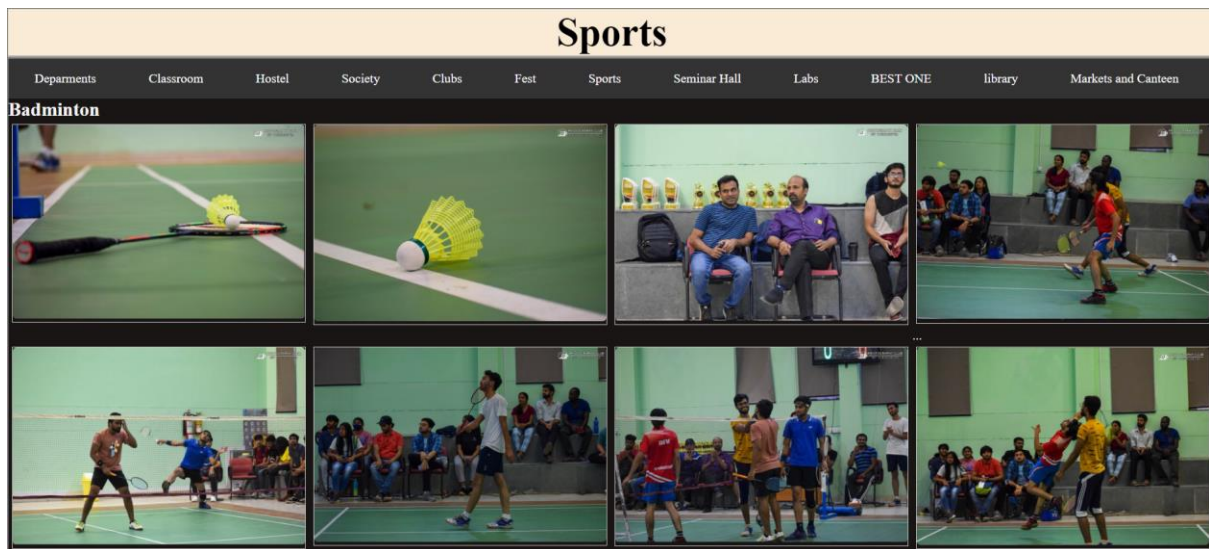 Sports
Deparments Classroom Hostel Society Clubs Fest Sports Seminar Hall Labs BEST ONE library Markets and Canteen
Badminton
...